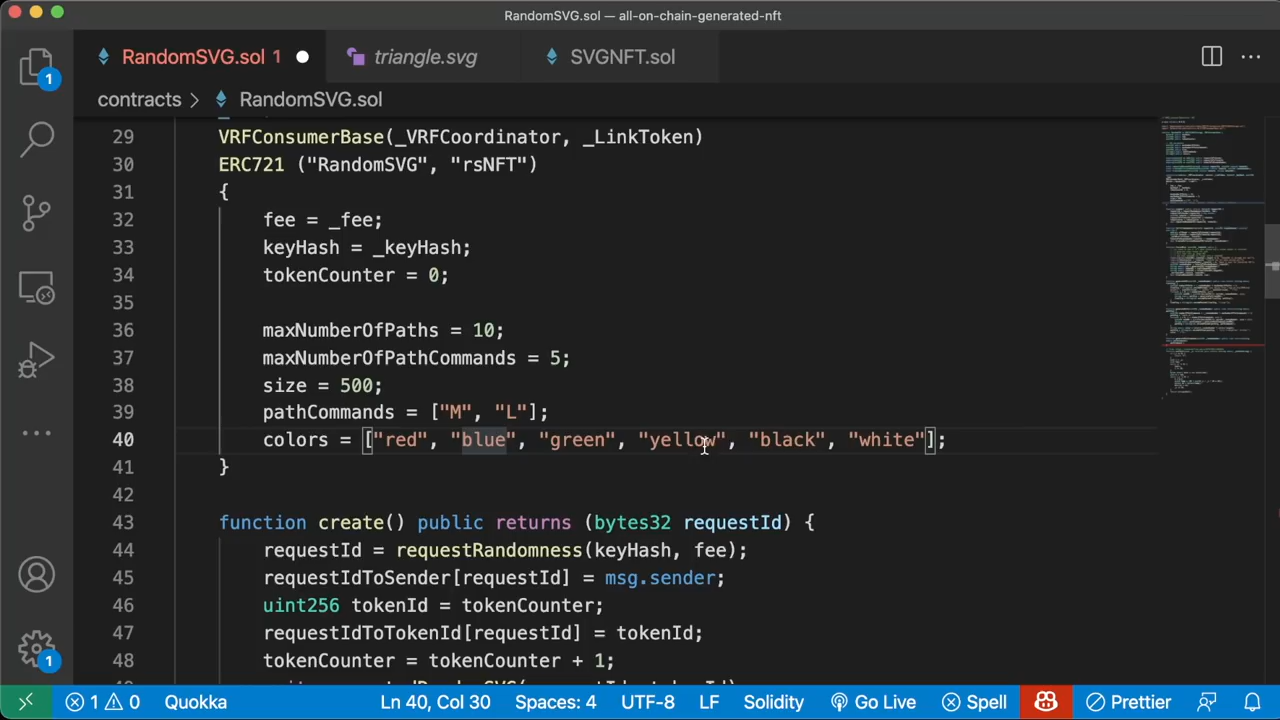 RandomSVG.sol — all-on-chain-generated-nft
RandomSVG.sol 1
triangle.svg
SVGNFT.sol
contracts > RandomSVG.sol
1
29 VRFConsumerBase(_VRFCoordinator, _LinkToken)
30 ERC721 ("RandomSVG", "rsNFT")
31 {
32 fee = _fee;
33 keyHash = _keyHash;
34 tokenCounter = 0;
35
36 maxNumberOfPaths = 10;
37 maxNumberOfPathCommands = 5;
38 size = 500;
39 pathCommands = ["M", "L"];
40 colors = ["red", "blue", "green", "yellow", "black", "white"];
41 }
42
43 function create() public returns (bytes32 requestId) {
44 requestId = requestRandomness(keyHash, fee);
45 requestIdToSender[requestId] = msg.sender;
46 uint256 tokenId = tokenCounter;
47 requestIdToTokenId[requestId] = tokenId;
48 tokenCounter = tokenCounter + 1;
1
1 0 Quokka Ln 40, Col 30 Spaces: 4 UTF-8 LF Solidity Go Live Spell Prettier